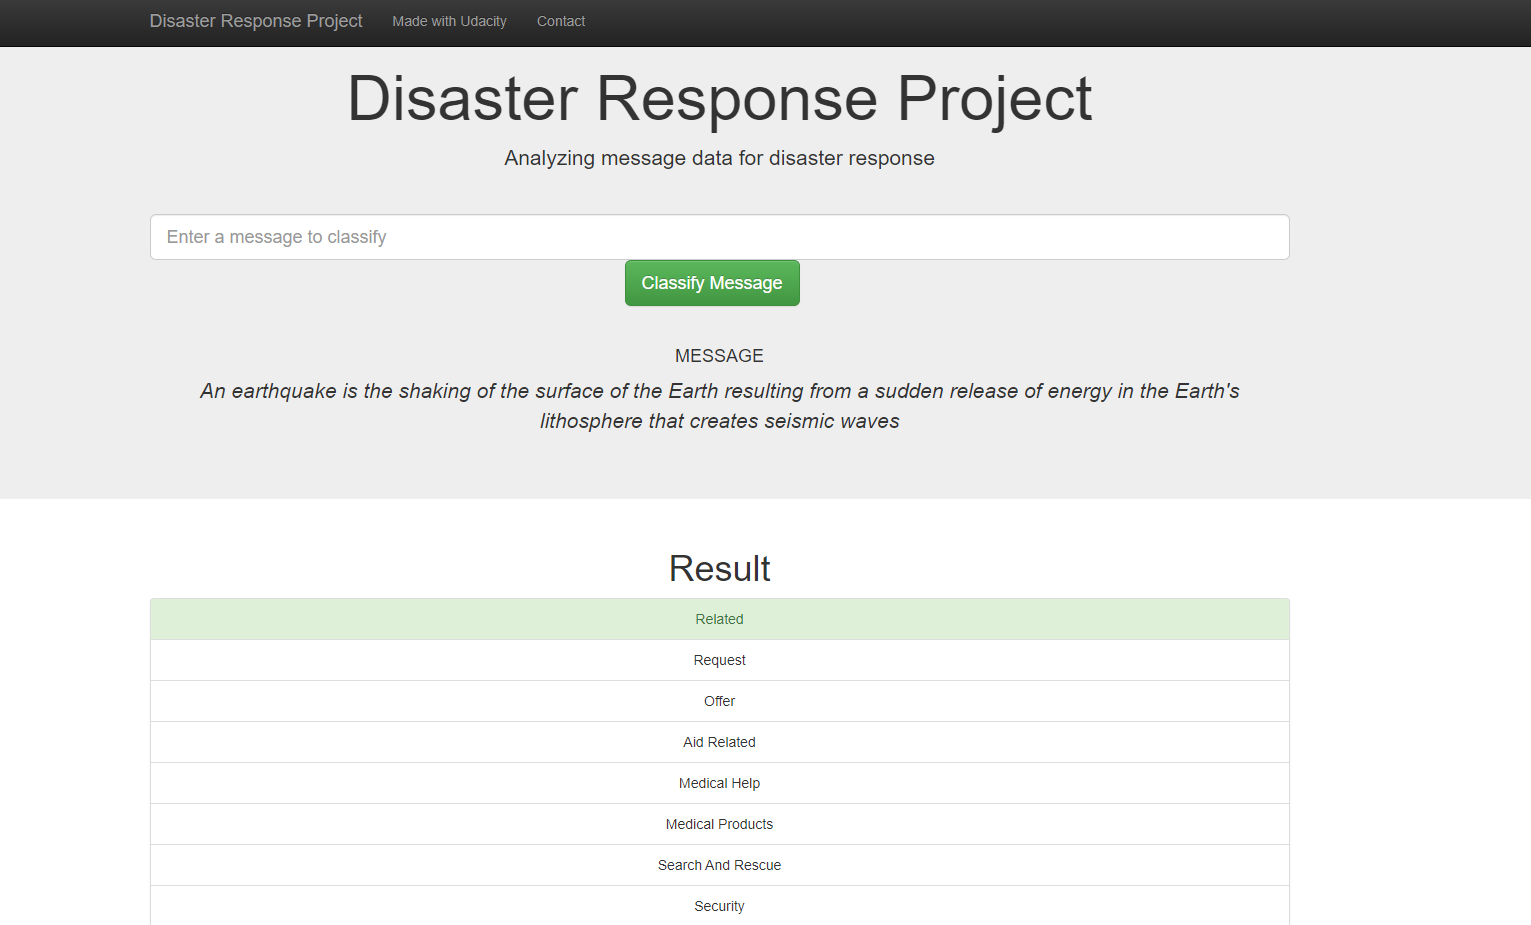 Disaster Response Project Made with Udacity Contact
Disaster Response Project
Analyzing message data for disaster response
Enter a message to classify
Classify Message
MESSAGE
An earthquake is the shaking of the surface of the Earth resulting from a sudden release of energy in the Earth's
lithosphere that creates seismic waves
Result
Related
Request
Offer
Aid Related
Medical Help
Medical Products
Search And Rescue
Security